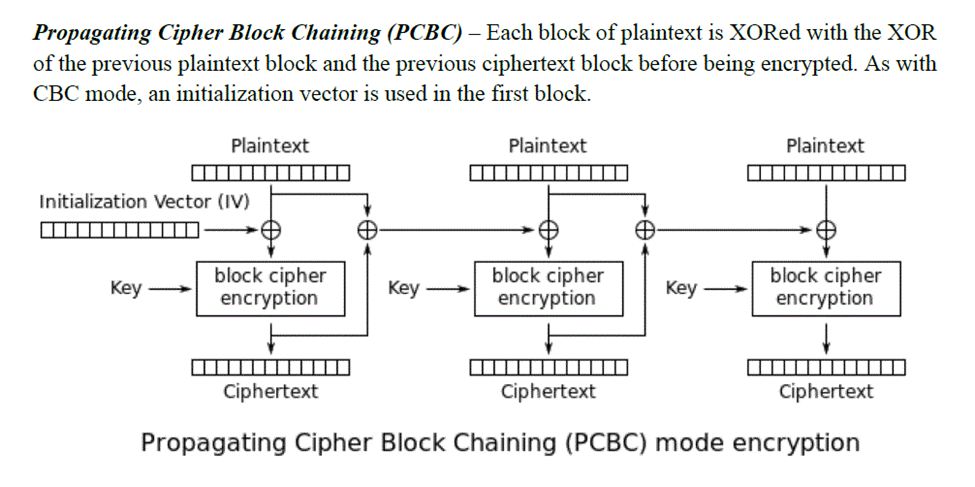 Propagating Cipher Block Chaining (PCBC) – Each block of plaintext is XORed with the XOR
of the previous plaintext block and the previous ciphertext block before being encrypted. As with
CBC mode, an initialization vector is used in the first block.
Plaintext
Plaintext
Plaintext
Initialization Vector (IV)
Key
block cipher
encryption
Key
block cipher
encryption
Key
block cipher
encryption
Ciphertext
Ciphertext
Ciphertext
Propagating Cipher Block Chaining (PCBC) mode encryption